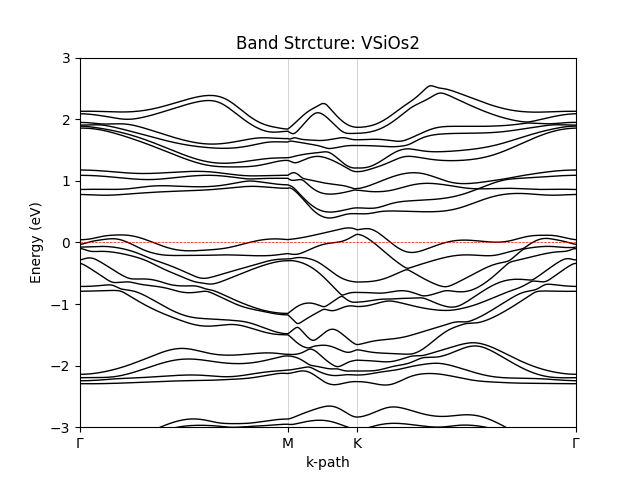 Band Strcture: VSiOs2
Energy (eV)
3
2
1
0
−1
−2
−3
Γ
M
K
Γ
k-path